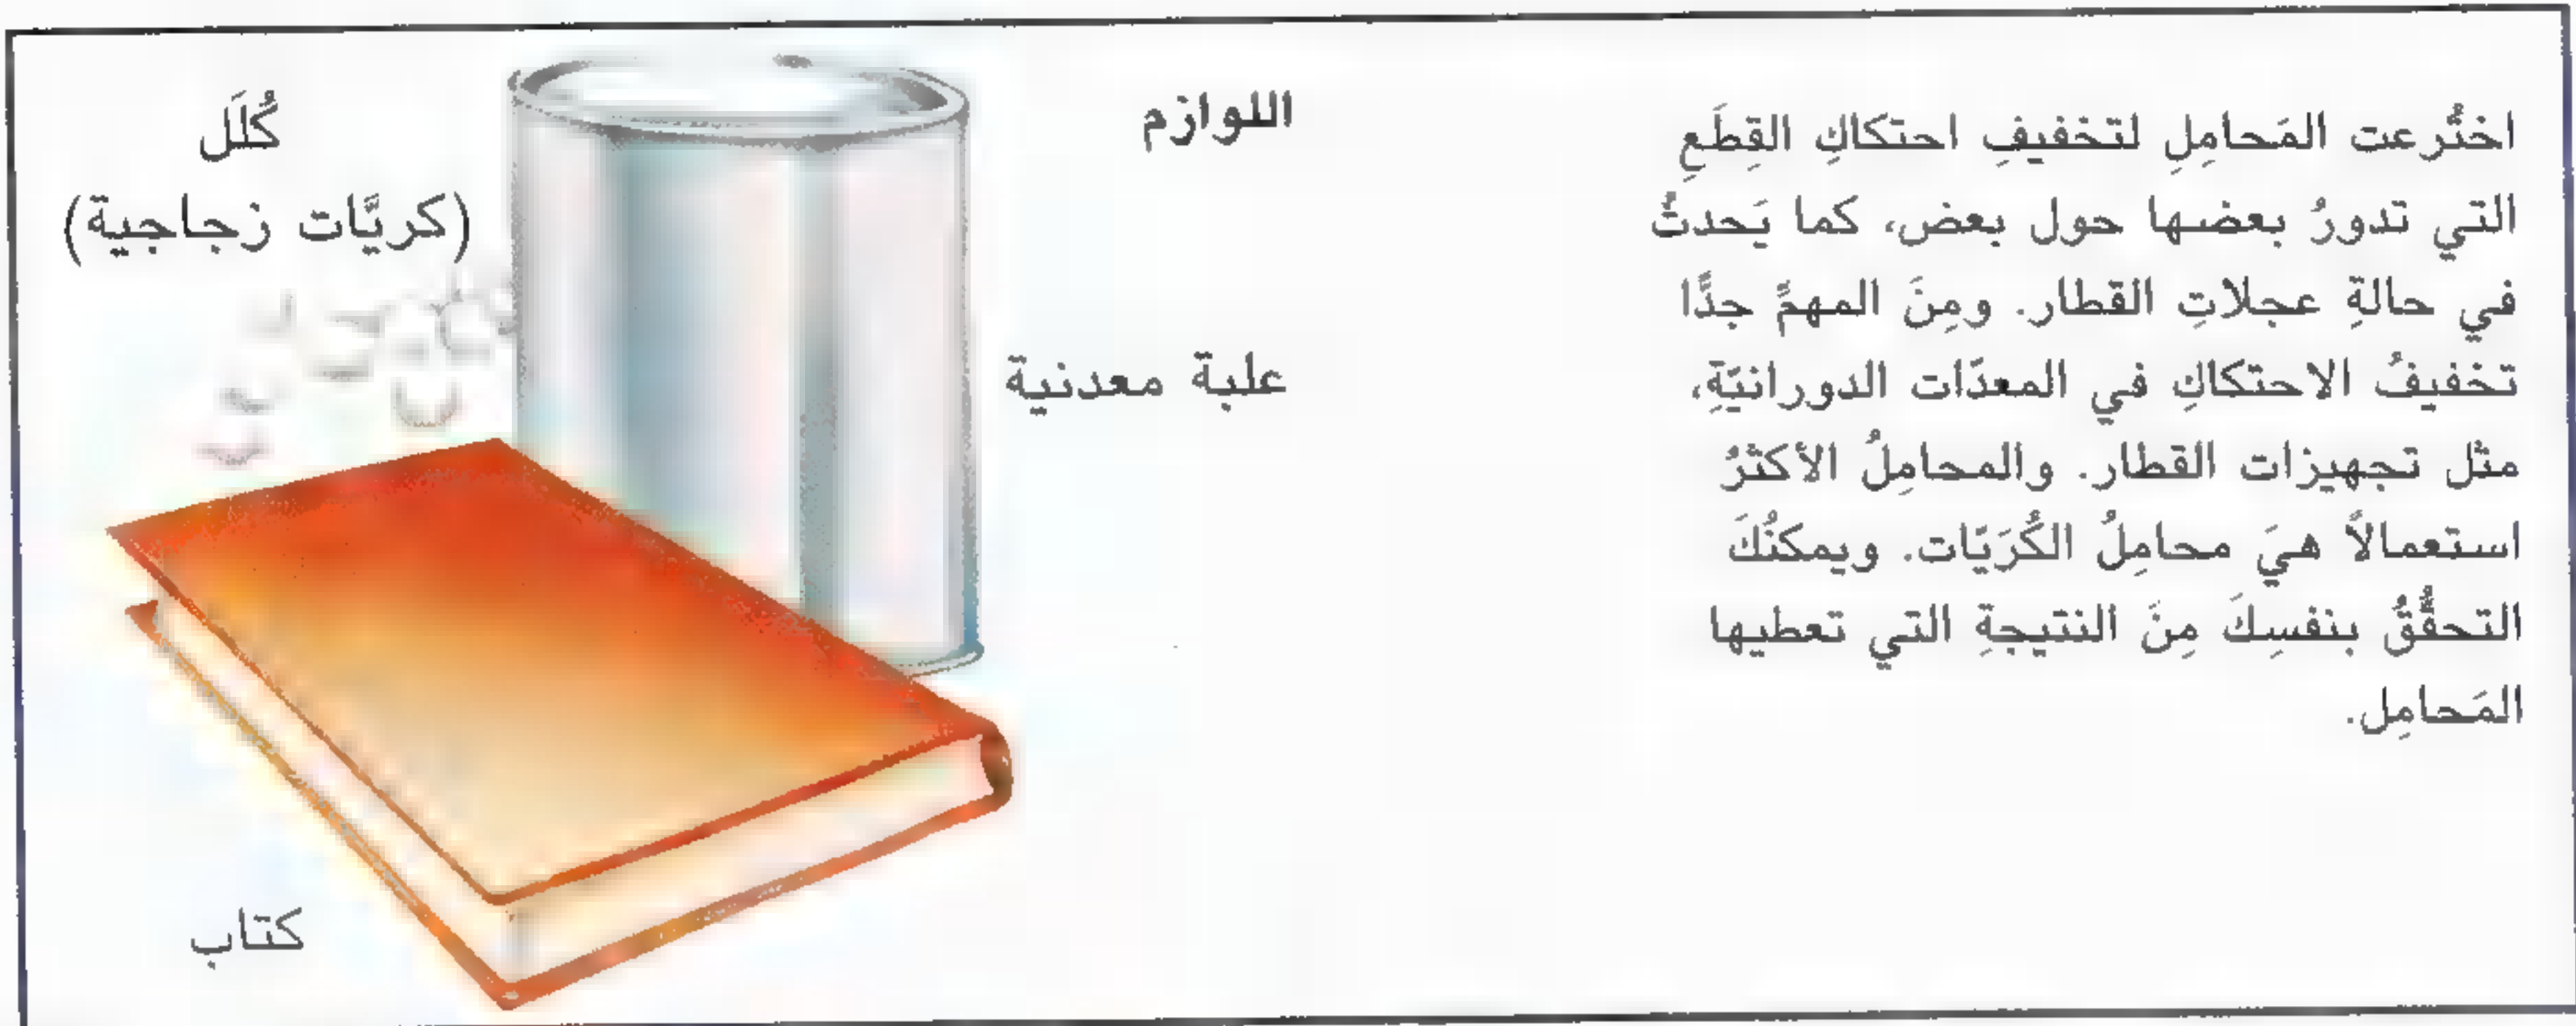 اختُرعت المَحامِلِ لتخفيفِ احتكاكِ القِطَعِ
التي تدورُ بعضها حول بعض، كما يَحدثُ
في حالةِ عجلاتِ القطار. ومِنَ المهمِّ جدًّا
تخفيفُ الاحتكاكِ في المعدّات الدورانيّةِ،
مثل تجهيزات القطار. والمحامِلُ الأكثرُ
استعمالاً هيَ محامِلُ الكُرَيّات. ويمكنُكَ
التحقُّقُ بنفسِكَ مِنَ النتيجةِ التي تعطيها
المَحامِل.
اللوازم
علبة معدنية
كُلَل
(كريَّات زجاجية)
كتاب